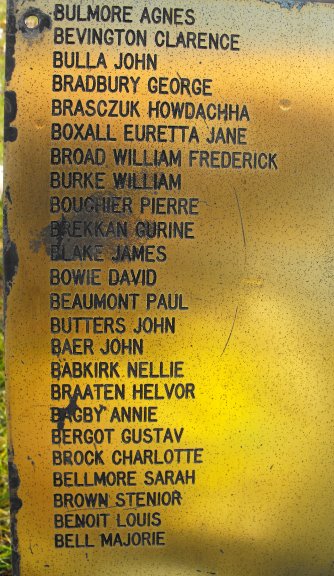 BULMORE AGNES
BEVINGTON CLARENCE
BULLA JOHN
BRADBURY GEORGE
BRASCZUK HOWDACHHA
BOXALL EURETTA JANE
BROAD WILLIAM FREDERICK
BURKE WILLIAM
BOUCHIER PIERRE
BREKKAN GURINE
BLAKE JAMES
BOWIE DAVID
BEAUMONT PAUL
BUTTERS JOHN
BAER JOHN
BABKIRK NELLIE
BRAATEN HELVOR
BAGBY ANNIE
BERGOT GUSTAV
BROCK CHARLOTTE
BELLMORE SARAH
BROWN STENIOR
BENOIT LOUIS
BELL MAJORIE